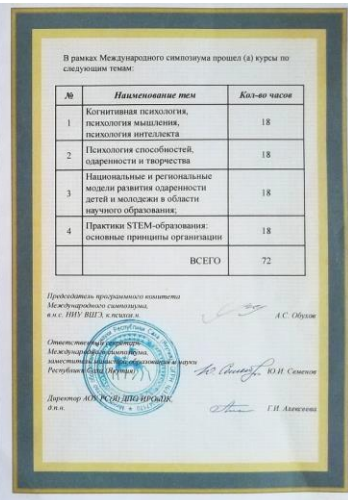 В рамках Международного симпозиума прошел (а) курсы по
следующим темам:
№ Наименование тем Кол-во часов
1 Когнитивная психология,
психология мышления,
психология интеллекта 18
2 Психология способностей,
одаренности и творчества 18
3 Национальные и региональные
модели развития одаренности
детей и молодежи в области
научного образования; 18
4 Практики STEM-образования:
основные принципы организации 18
ВСЕГО 72
Председатель программного комитета
Международного симпозиума,
в.н.с. НИУ ВШЭ, к.психол.н. А.С. Обухов
Ответственный секретарь
Международного симпозиума,
заместитель министра образования и науки
Республики Саха (Якутия) Ю.И. Семенов
Директор АОУ РС(Я) ДПО ИРОиПК,
д.п.н. Г.И. Алексеева